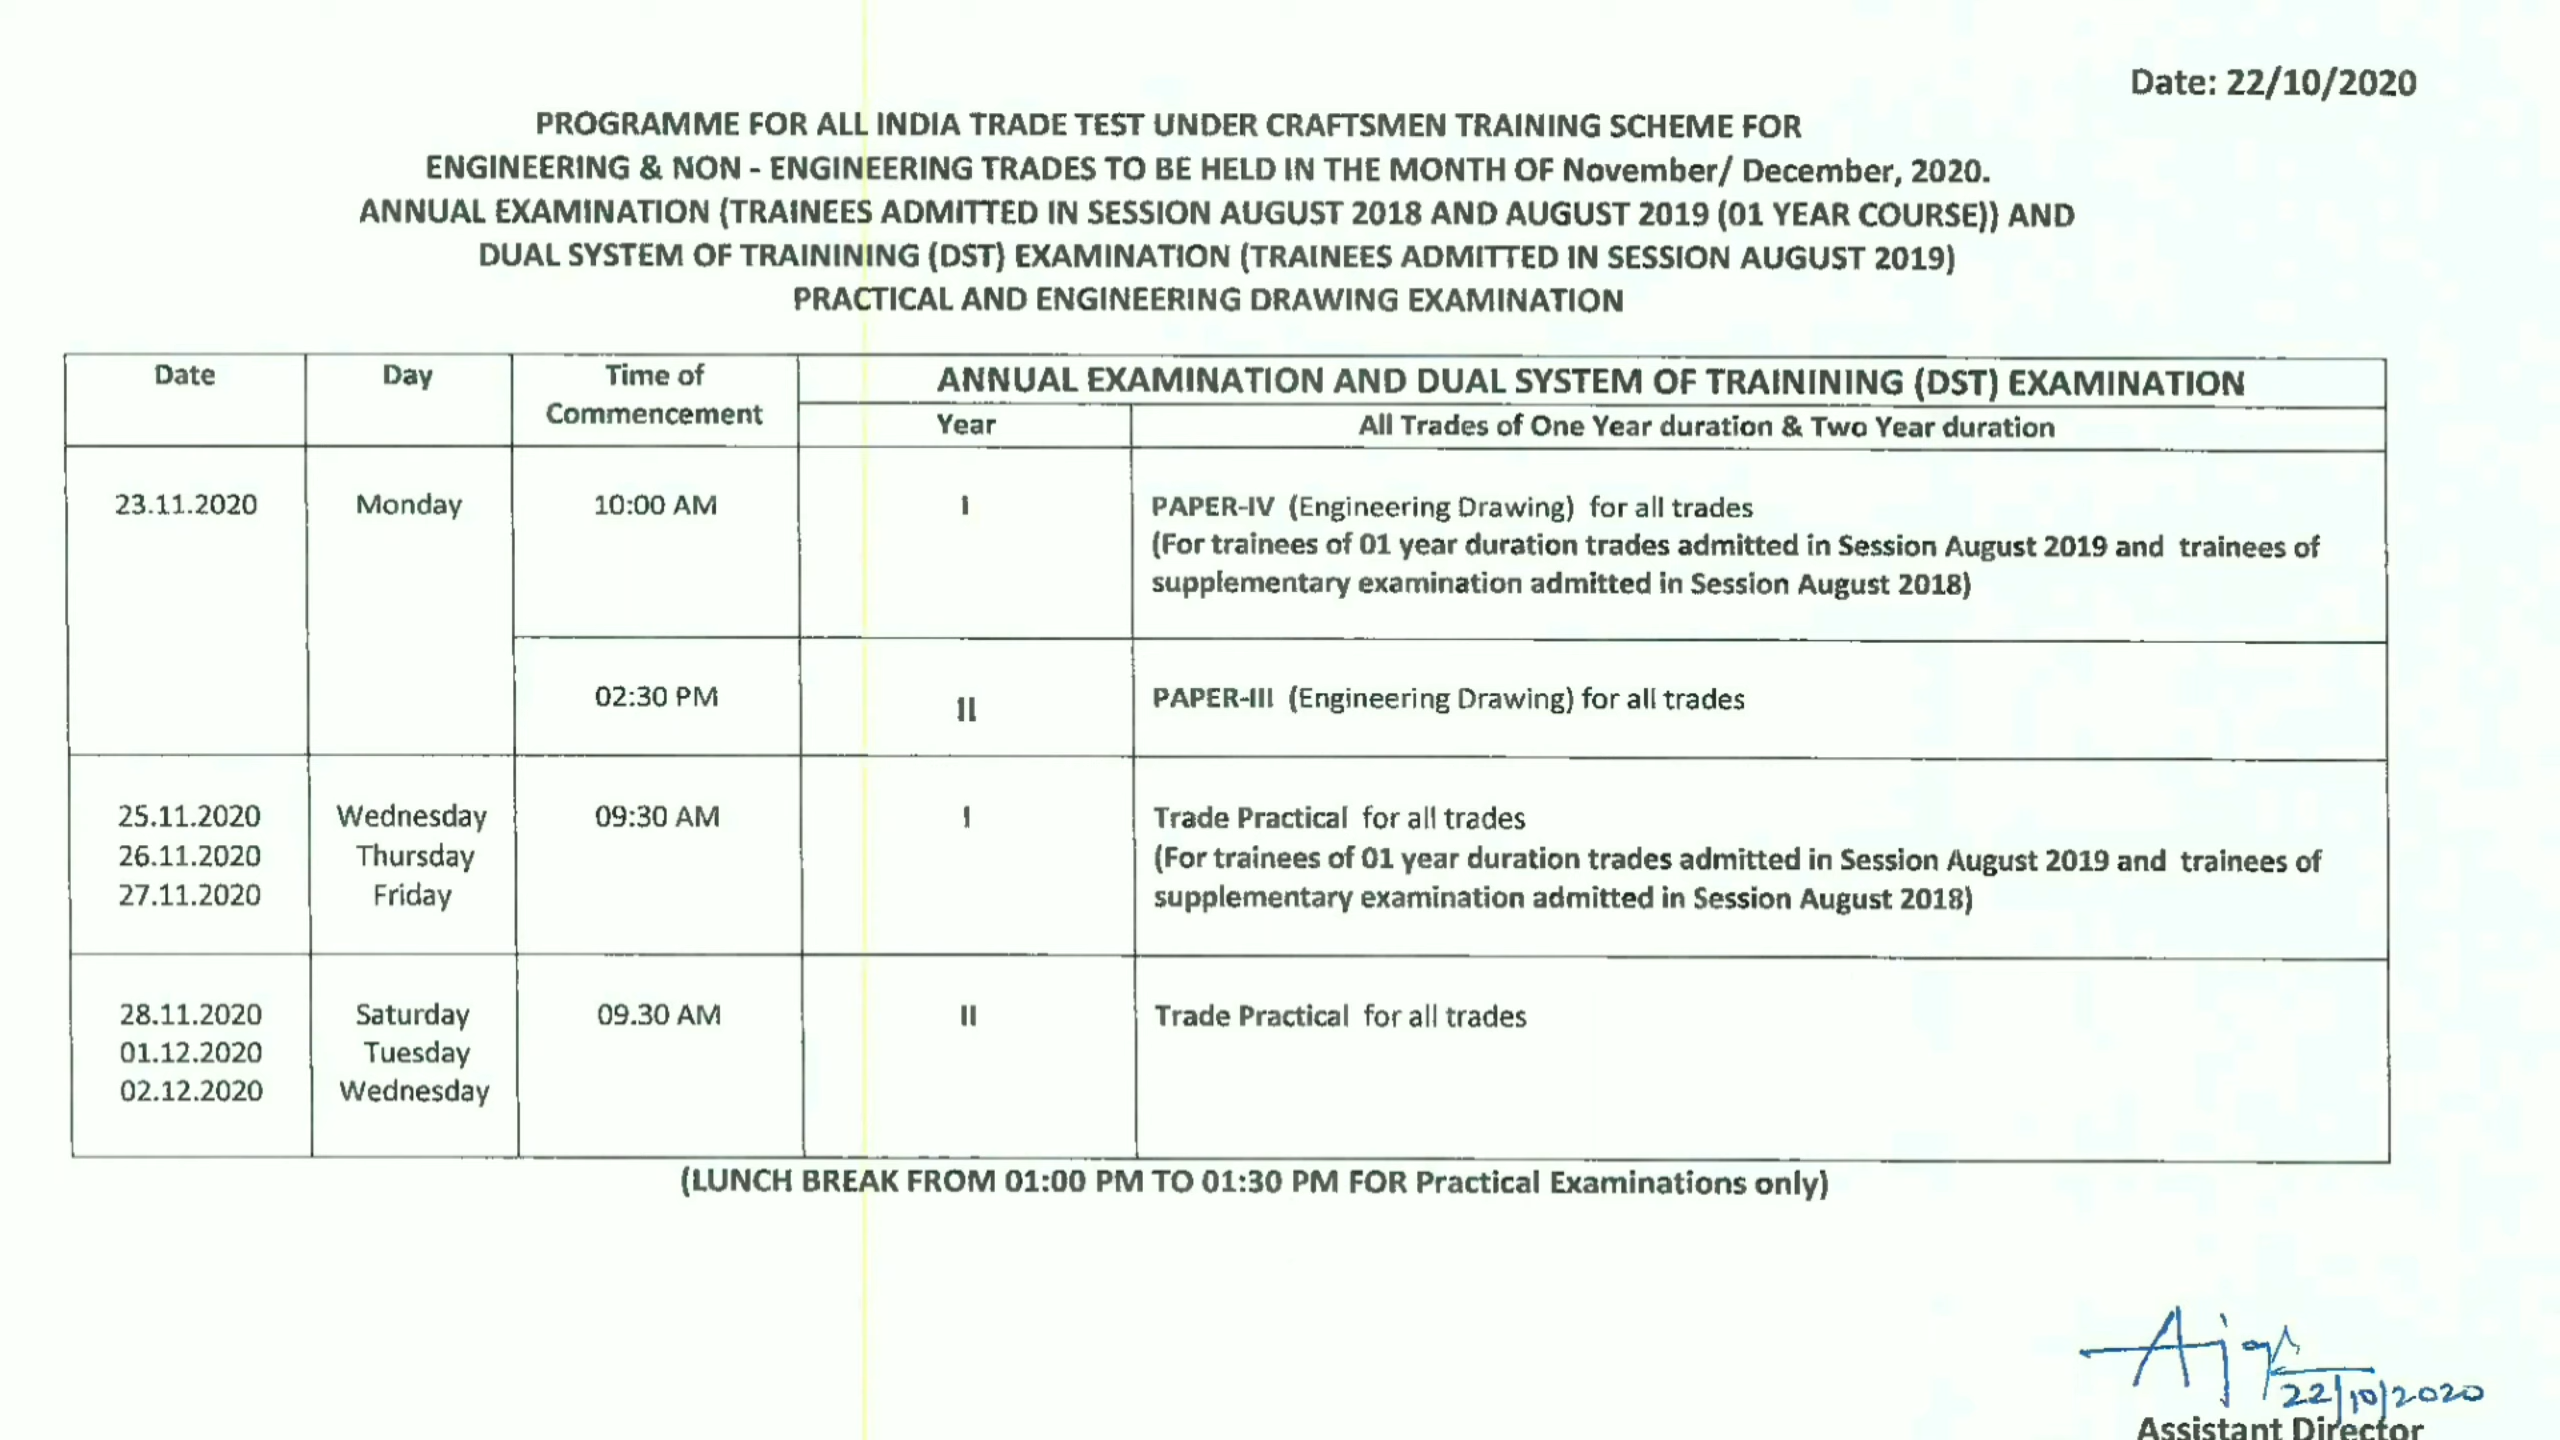 Date: 22/10/2020
PROGRAMME FOR ALL INDIA TRADE TEST UNDER CRAFTSMEN TRAINING SCHEME FOR
ENGINEERING & NON - ENGINEERING TRADES TO BE HELD IN THE MONTH OF November/ December, 2020.
ANNUAL EXAMINATION (TRAINEES ADMITTED IN SESSION AUGUST 2018 AND AUGUST 2019 (01 YEAR COURSE)) AND
DUAL SYSTEM OF TRAININING (DST) EXAMINATION (TRAINEES ADMITTED IN SESSION AUGUST 2019)
PRACTICAL AND ENGINEERING DRAWING EXAMINATION
Date Day Time of Commencement ANNUAL EXAMINATION AND DUAL SYSTEM OF TRAININING (DST) EXAMINATION
Year All Trades of One Year duration & Two Year duration
23.11.2020 Monday 10:00 AM I PAPER-IV (Engineering Drawing) for all trades
(For trainees of 01 year duration trades admitted in Session August 2019 and trainees of
supplementary examination admitted in Session August 2018)
02:30 PM II PAPER-III (Engineering Drawing) for all trades
25.11.2020 Wednesday 09:30 AM I Trade Practical for all trades
26.11.2020 Thursday (For trainees of 01 year duration trades admitted in Session August 2019 and trainees of
27.11.2020 Friday supplementary examination admitted in Session August 2018)
28.11.2020 Saturday 09.30 AM II Trade Practical for all trades
01.12.2020 Tuesday
02.12.2020 Wednesday
(LUNCH BREAK FROM 01:00 PM TO 01:30 PM FOR Practical Examinations only)
22/10/2020
Assistant Director